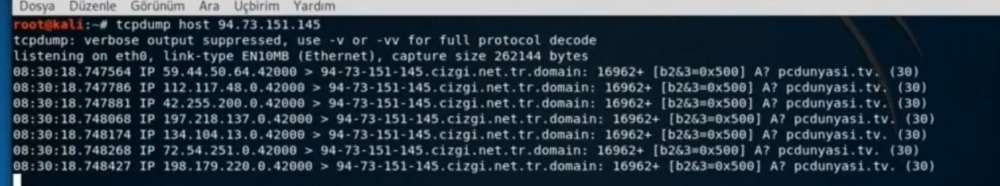 Dosya Düzenle Görünüm Ara Uçbirim Yardım
root@kali:~# tcpdump host 94.73.151.145
tcpdump: verbose output suppressed, use -v or -vv for full protocol decode
listening on eth0, link-type EN10MB (Ethernet), capture size 262144 bytes
08:30:18.747564 IP 59.44.50.64.42000 > 94-73-151-145.cizgi.net.tr.domain: 16962+ [b2&3=0x500] A? pcdunyasi.tv. (30)
08:30:18.747786 IP 112.117.48.0.42000 > 94-73-151-145.cizgi.net.tr.domain: 16962+ [b2&3=0x500] A? pcdunyasi.tv. (30)
08:30:18.747881 IP 42.255.200.0.42000 > 94-73-151-145.cizgi.net.tr.domain: 16962+ [b2&3=0x500] A? pcdunyasi.tv. (30)
08:30:18.748068 IP 197.218.137.0.42000 > 94-73-151-145.cizgi.net.tr.domain: 16962+ [b2&3=0x500] A? pcdunyasi.tv. (30)
08:30:18.748174 IP 134.104.13.0.42000 > 94-73-151-145.cizgi.net.tr.domain: 16962+ [b2&3=0x500] A? pcdunyasi.tv. (30)
08:30:18.748268 IP 72.54.251.0.42000 > 94-73-151-145.cizgi.net.tr.domain: 16962+ [b2&3=0x500] A? pcdunyasi.tv. (30)
08:30:18.748427 IP 198.179.220.0.42000 > 94-73-151-145.cizgi.net.tr.domain: 16962+ [b2&3=0x500] A? pcdunyasi.tv. (30)